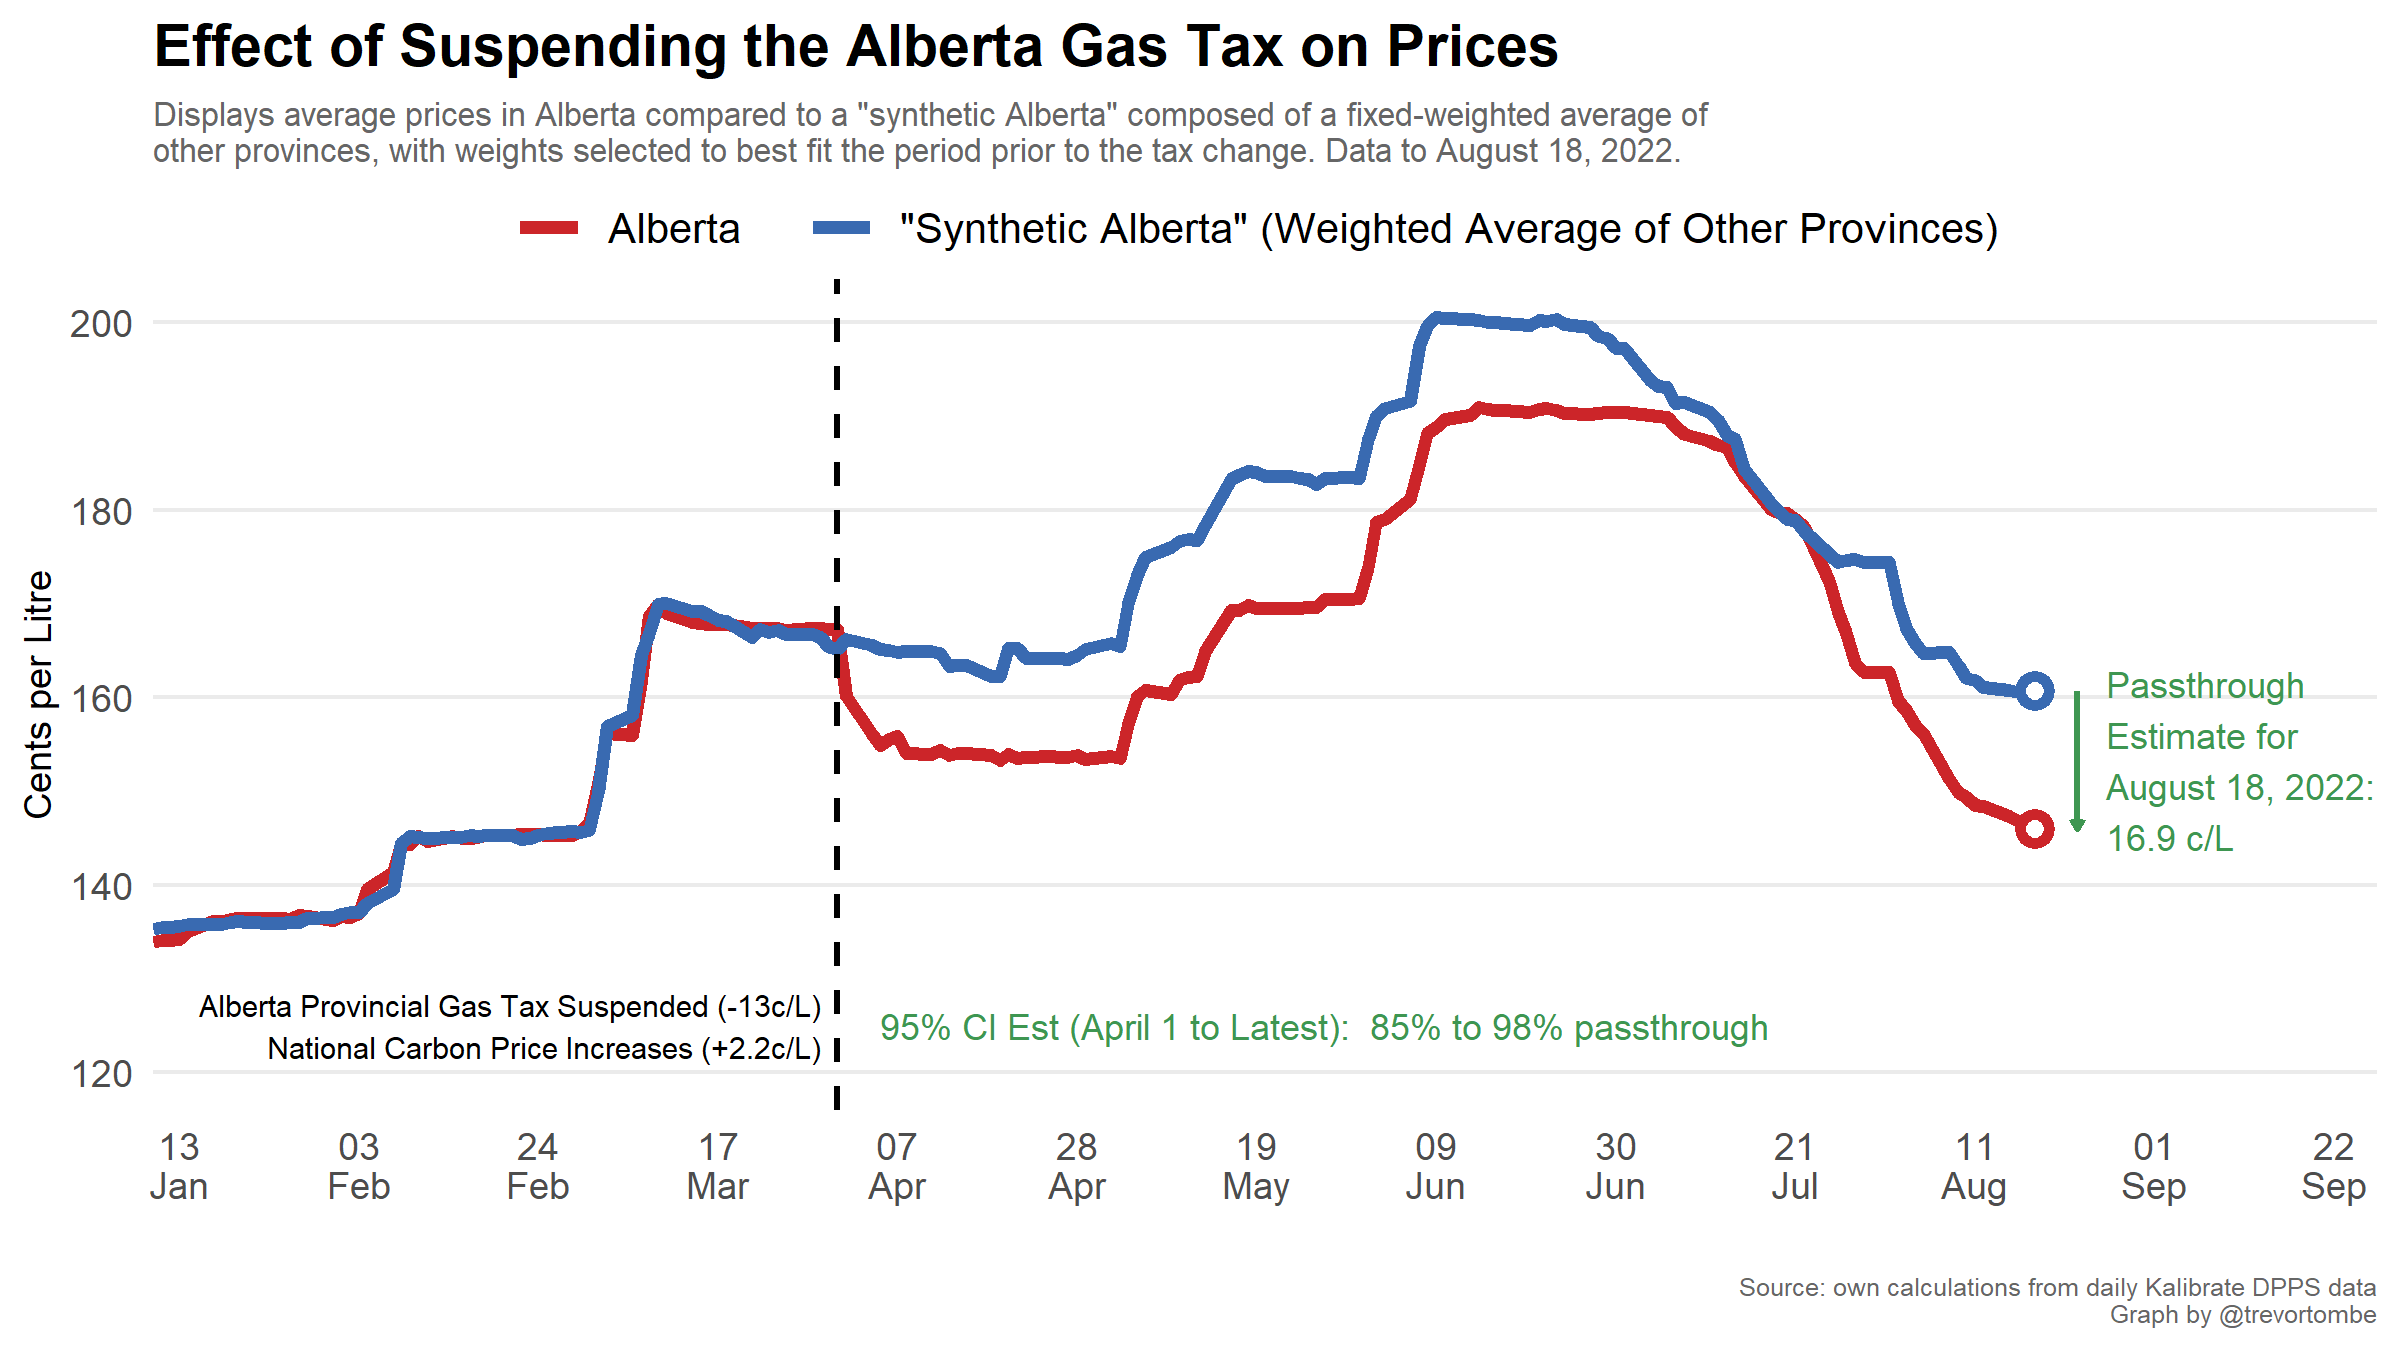 Effect of Suspending the Alberta Gas Tax on Prices
Displays average prices in Alberta compared to a "synthetic Alberta" composed of a fixed-weighted average of
other provinces, with weights selected to best fit the period prior to the tax change. Data to August 18, 2022.
Alberta
"Synthetic Alberta" (Weighted Average of Other Provinces)
Cents per Litre
200
180
160
140
120
Passthrough
Estimate for
August 18, 2022:
16.9 c/L
Alberta Provincial Gas Tax Suspended (-13c/L)
National Carbon Price Increases (+2.2c/L)
95% CI Est (April 1 to Latest):  85% to 98% passthrough
13 Jan
03 Feb
24 Feb
17 Mar
07 Apr
28 Apr
19 May
09 Jun
30 Jun
21 Jul
11 Aug
01 Sep
22 Sep
Source: own calculations from daily Kalibrate DPPS data
Graph by @trevortombe